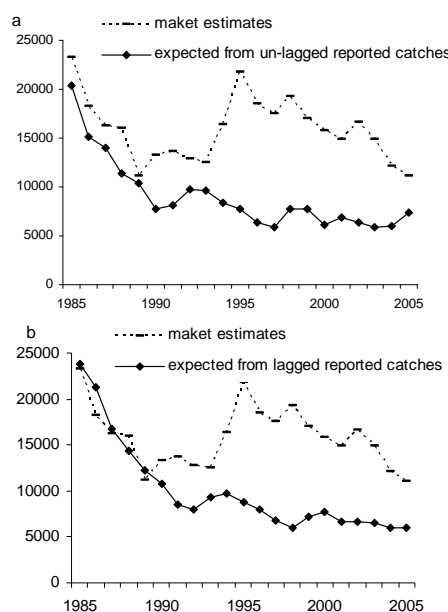 a
maket estimates
expected from un-lagged reported catches
25000
20000
15000
10000
5000
0
1985 1990 1995 2000 2005
b
maket estimates
expected from lagged reported catches
25000
20000
15000
10000
5000
0
1985 1990 1995 2000 2005